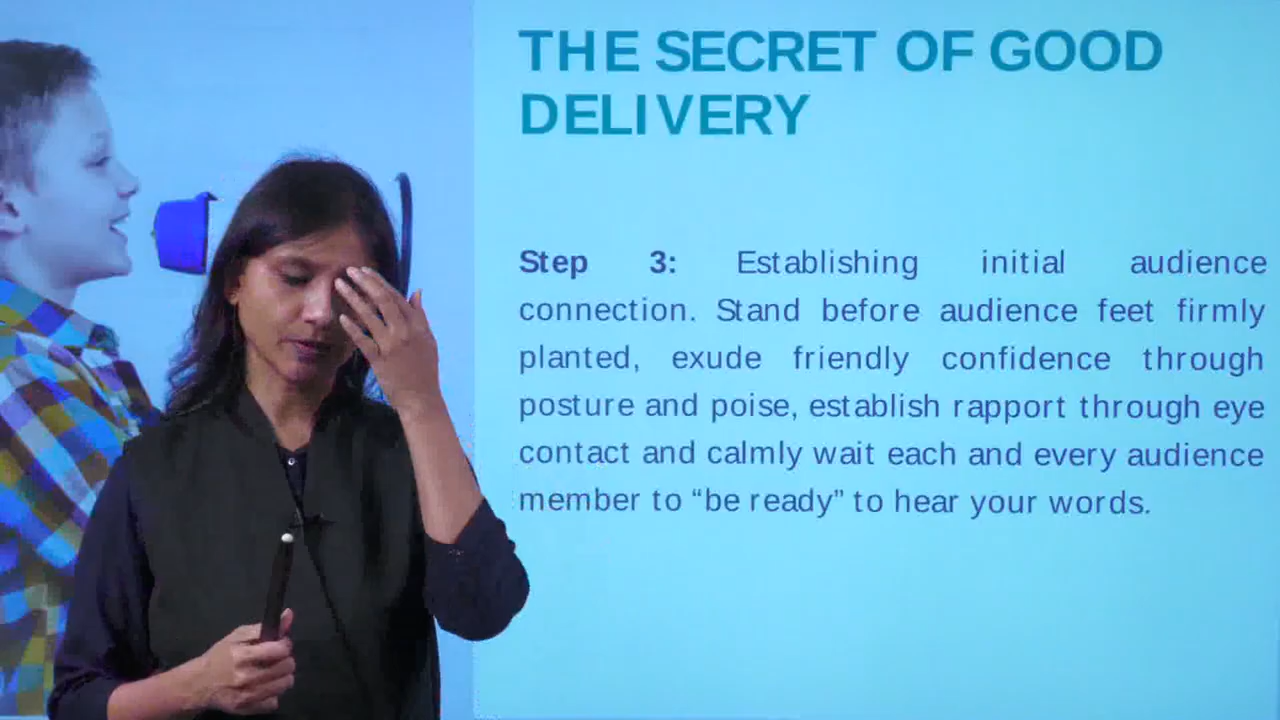 THE SECRET OF GOOD
DELIVERY
Step 3: Establishing initial audience
connection. Stand before audience feet firmly
planted, exude friendly confidence through
posture and poise, establish rapport through eye
contact and calmly wait each and every audience
member to “be ready” to hear your words.